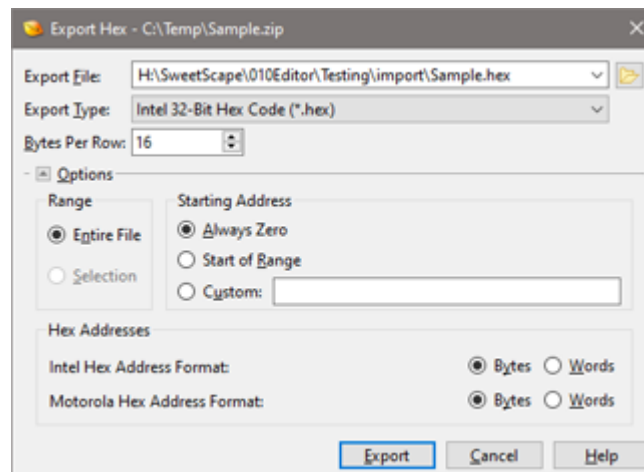 Export Hex - C:\Temp\Sample.zip
Export File: H:\SweetScape\010Editor\Testing\import\Sample.hex
Export Type: Intel 32-Bit Hex Code (*.hex)
Bytes Per Row: 16
Options
Range
Entire File
Selection
Starting Address
Always Zero
Start of Range
Custom:
Hex Addresses
Intel Hex Address Format: Bytes Words
Motorola Hex Address Format: Bytes Words
Export Cancel Help